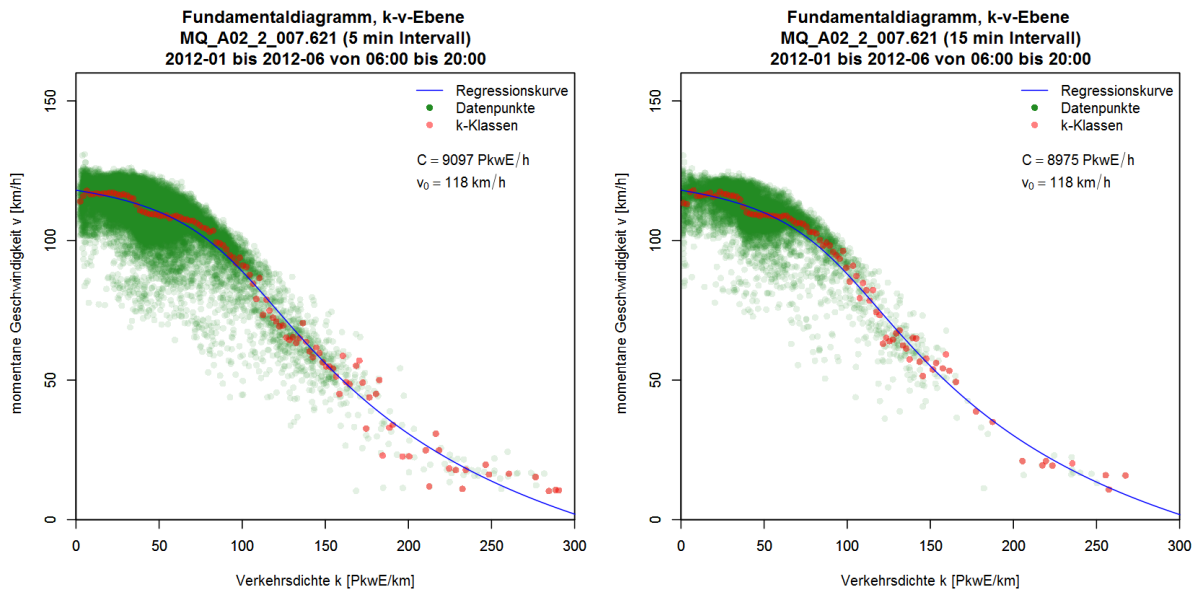 Fundamentaldiagramm, k-v-Ebene
MQ_A02_2_007.621 (5 min Intervall)
2012-01 bis 2012-06 von 06:00 bis 20:00
Regressionskurve
Datenpunkte
k-Klassen
C = 9097 PkwE/h
v₀ = 118 km/h
150
100
50
0
momentane Geschwindigkeit v [km/h]
0 50 100 150 200 250 300
Verkehrsdichte k [PkwE/km]
Fundamentaldiagramm, k-v-Ebene
MQ_A02_2_007.621 (15 min Intervall)
2012-01 bis 2012-06 von 06:00 bis 20:00
Regressionskurve
Datenpunkte
k-Klassen
C = 8975 PkwE/h
v₀ = 118 km/h
150
100
50
0
momentane Geschwindigkeit v [km/h]
0 50 100 150 200 250 300
Verkehrsdichte k [PkwE/km]